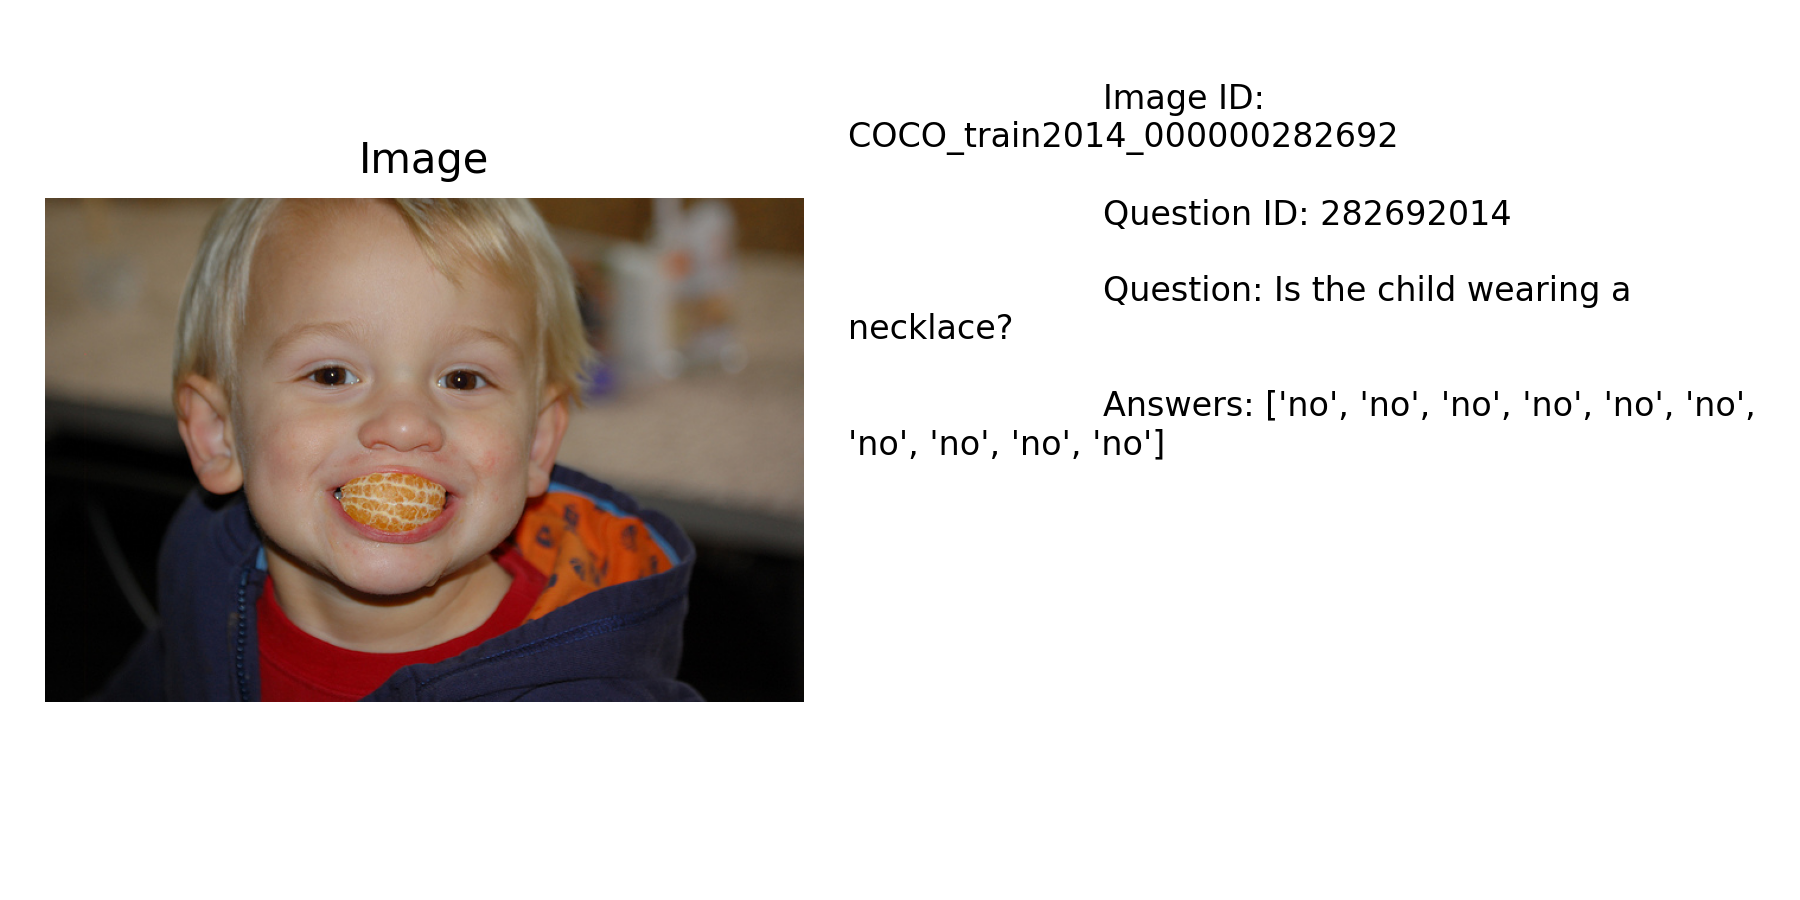 Image
Image ID:
COCO_train2014_000000282692
Question ID: 282692014
Question: Is the child wearing a
necklace?
Answers: ['no', 'no', 'no', 'no', 'no', 'no',
'no', 'no', 'no', 'no']